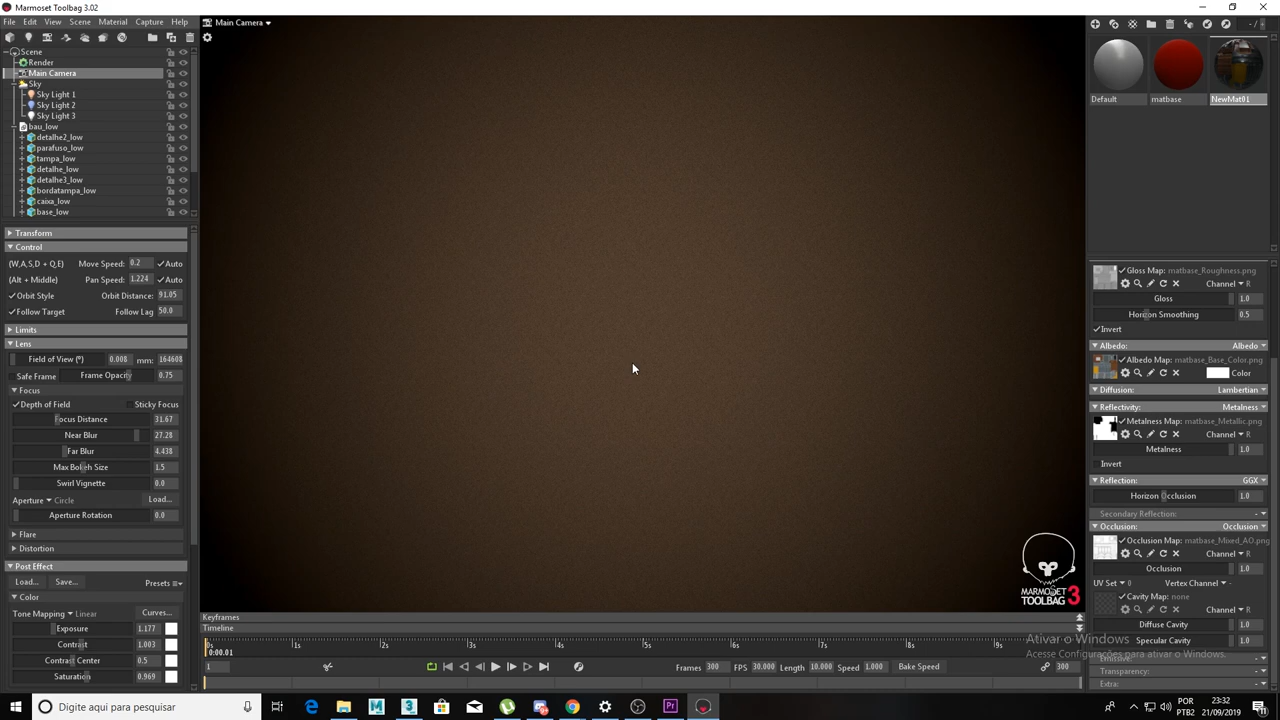 Marmoset Toolbag 3.02
File Edit View Scene Material Capture Help
Main Camera
Scene
Render
Main Camera
Sky
Sky Light 1
Sky Light 2
Sky Light 3
bau_low
detalhe2_low
parafuso_low
tampa_low
detalhe_low
detalhe3_low
bordatampa_low
caixa_low
base_low
Transform
Control
(W,A,S,D + Q,E) Move Speed: 0.2 Auto
(Alt + Middle) Pan Speed: 1.224 Auto
Orbit Style Orbit Distance: 91.05
Follow Target Follow Lag 50.0
Limits
Lens
Field of View (º) 0.008 mm: 164608
Safe Frame Frame Opacity 0.75
Focus
Depth of Field Sticky Focus
Focus Distance 31.67
Near Blur 27.28
Far Blur 4.438
Max Bokeh Size 1.5
Swirl Vignette 0.0
Aperture Circle Load...
Aperture Rotation 0.0
Flare
Distortion
Post Effect
Load... Save... Presets
Color
Tone Mapping Linear Curves...
Exposure 1.177
Contrast 1.003
Contrast Center 0.5
Saturation 0.969
MARMOSET
TOOLBAG 3
Keyframes
Timeline
0s 1s 2s 3s 4s 5s 6s 7s 8s 9s
0:00.01
1 Frames 300 FPS 30.000 Length 10.000 Speed 1.000 Bake Speed 300
Default matbase NewMat01
Gloss Map: matbase_Roughness.png
Channel R
Gloss 1.0
Horizon Smoothing 0.5
Invert
Albedo: Albedo
Albedo Map: matbase_Base_Color.png
Color
Diffusion: Lambertian
Reflectivity: Metalness
Metalness Map: matbase_Metallic.png
Channel R
Metalness 1.0
Invert
Reflection: GGX
Horizon Occlusion 1.0
Secondary Reflection: -
Occlusion: Occlusion
Occlusion Map: matbase_Mixed_AO.png
Channel R
Occlusion 1.0
UV Set 0 Vertex Channel -
Cavity Map: none
Channel R
Diffuse Cavity 1.0
Specular Cavity 1.0
Emissive:
Transparency:
Extra:
Ativar o Windows
Acesse Configurações para ativar o Windows.
Digite aqui para pesquisar
POR
PTB2
23:32
21/09/2019